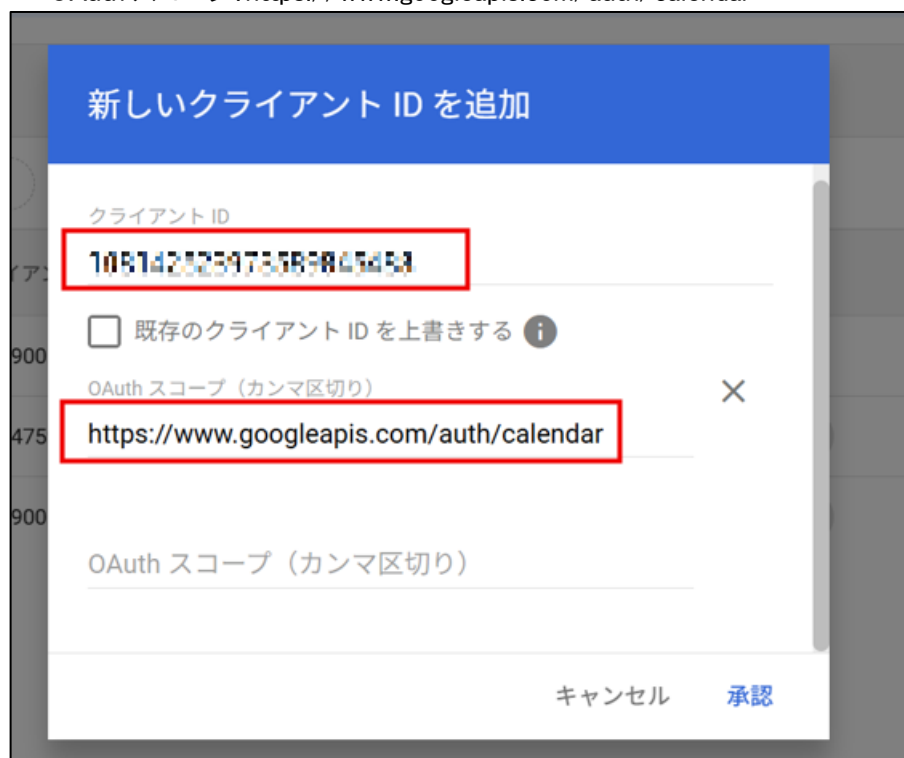 新しいクライアント ID を追加
クライアント ID
既存のクライアント ID を上書きする
900
OAuth スコープ（カンマ区切り）
https://www.googleapis.com/auth/calendar
475
900
OAuth スコープ（カンマ区切り）
キャンセル 承認